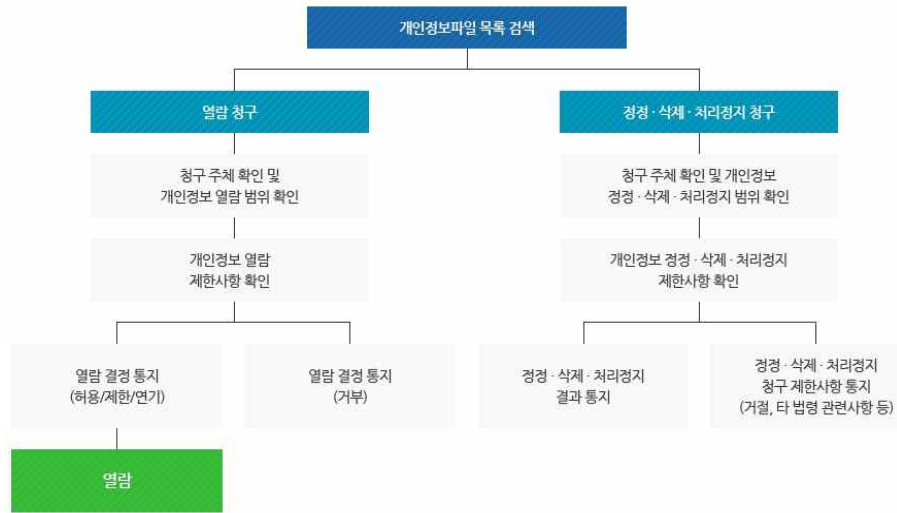 개인정보파일 목록 검색
열람 청구
정정 · 삭제 · 처리정지 청구
청구 주체 확인 및
개인정보 열람 범위 확인
청구 주체 확인 및 개인정보
정정 · 삭제 · 처리정지 범위 확인
개인정보 열람
제한사항 확인
개인정보 정정 · 삭제 · 처리정지
제한사항 확인
열람 결정 통지
(허용/제한/연기)
열람 결정 통지
(거부)
정정 · 삭제 · 처리정지
결과 통지
정정 · 삭제 · 처리정지
청구 제한사항 통지
(거절, 타 법령 관련사항 등)
열람